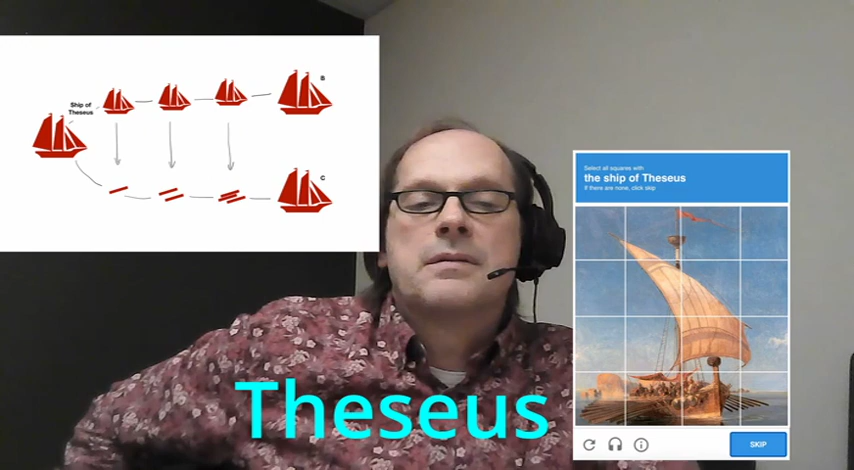 Ship of
Theseus
B
C
Select all squares with
the ship of Theseus
If there are none, click skip
SKIP
Theseus